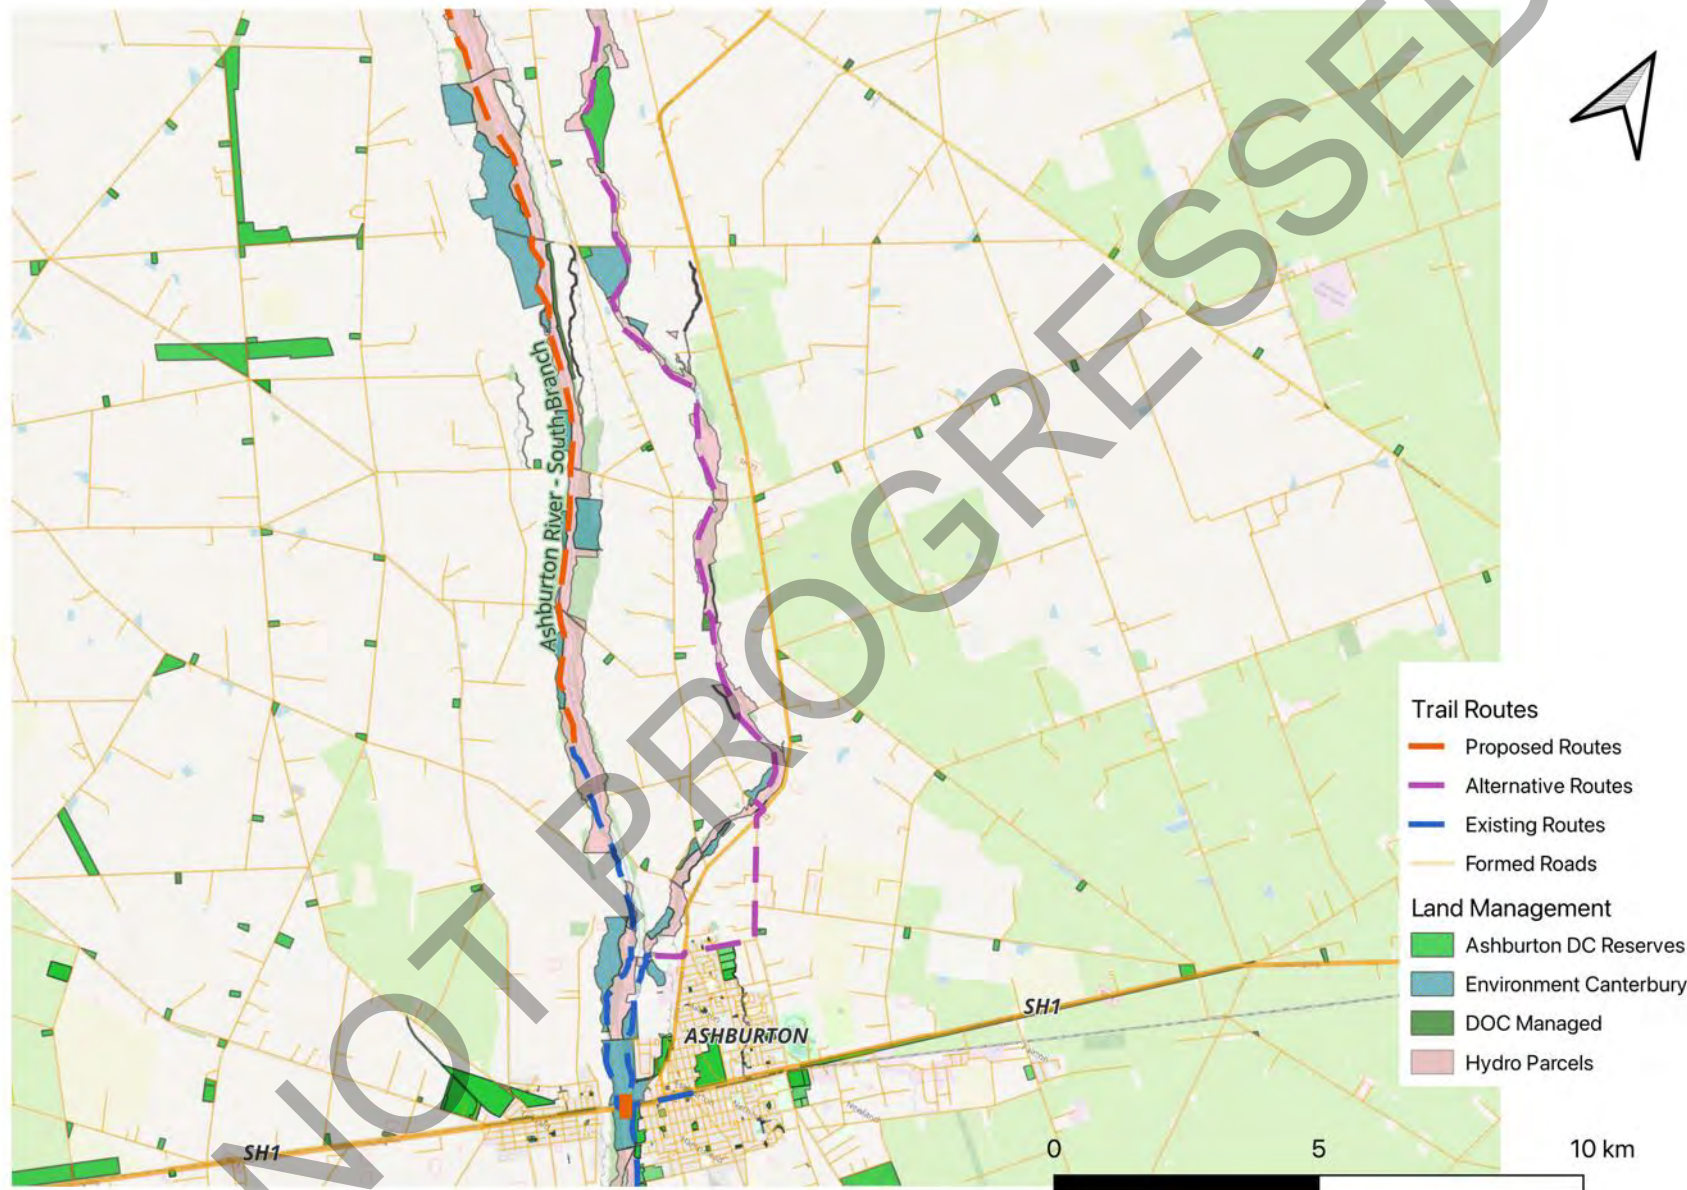 NOT PROGRESSED
Ashburton River - South Branch
Trail Routes
Proposed Routes
Alternative Routes
Existing Routes
Formed Roads
Land Management
Ashburton DC Reserves
Environment Canterbury
DOC Managed
Hydro Parcels
SH1
ASHBURTON
SH1
0 5 10 km